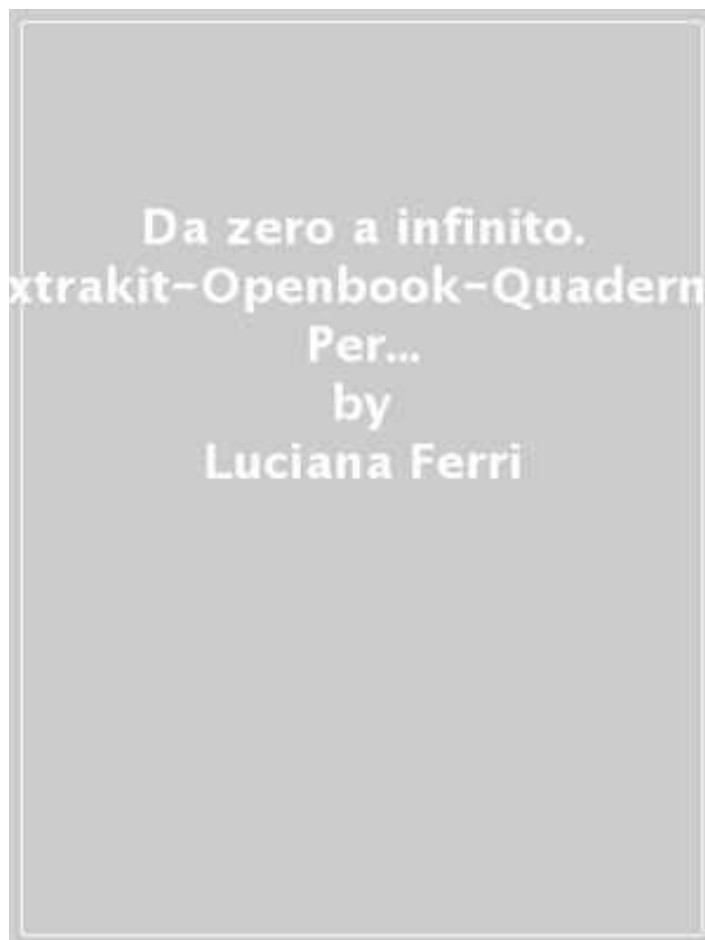 Da zero a infinito.
xtrakit-Openbook-Quadern
Per...
by
Luciana Ferri